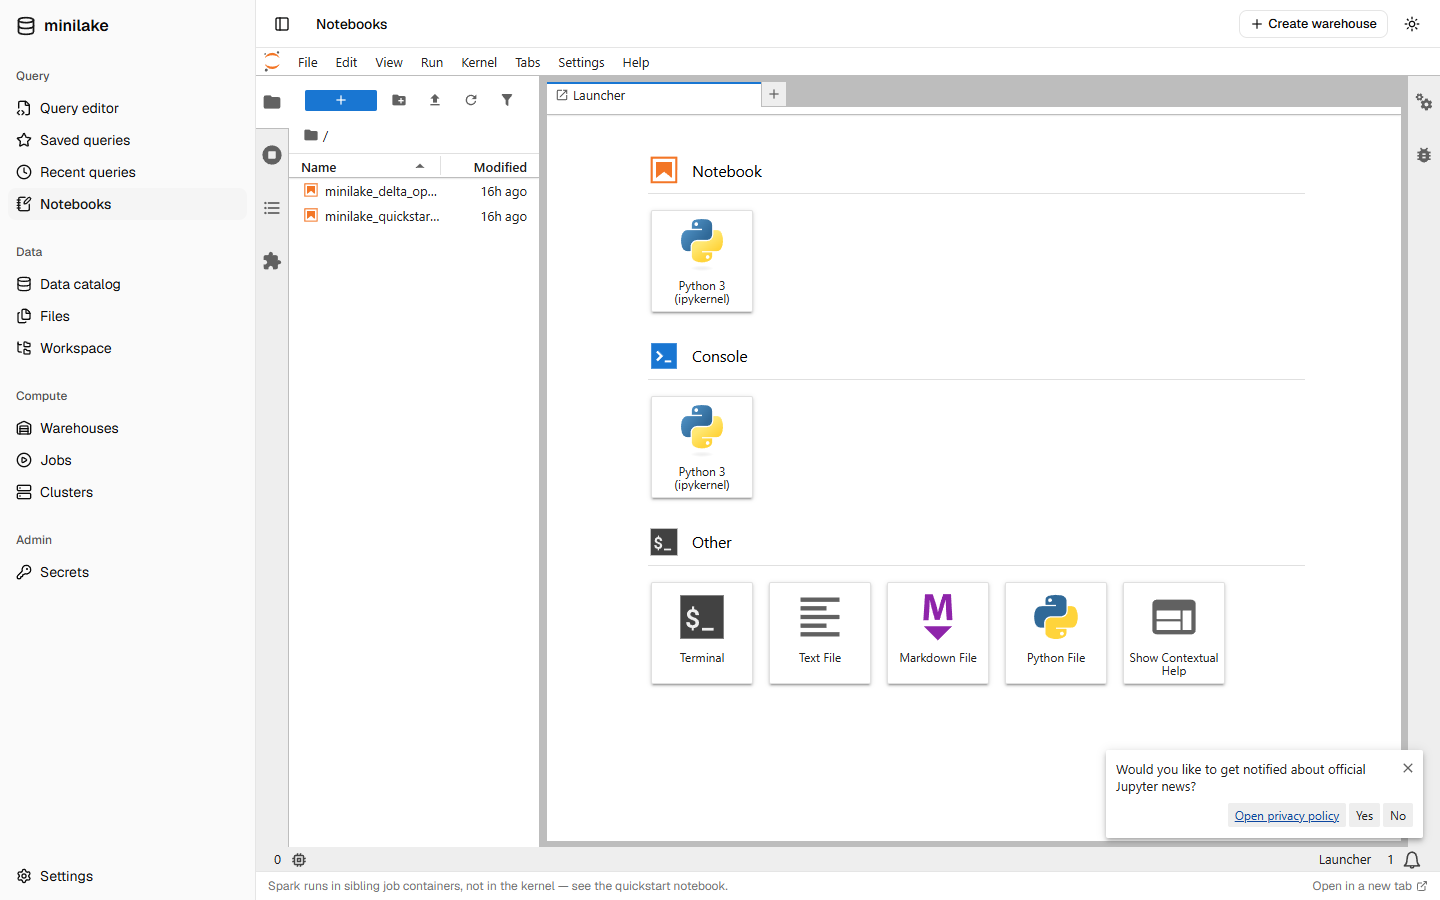 minilake
Notebooks
Create warehouse
Query
Query editor
Saved queries
Recent queries
Notebooks
Data
Data catalog
Files
Workspace
Compute
Warehouses
Jobs
Clusters
Admin
Secrets
Settings
File Edit View Run Kernel Tabs Settings Help
/
Name Modified
minilake_delta_op... 16h ago
minilake_quickstar... 16h ago
Launcher
Notebook
Python 3
(ipykernel)
Console
Python 3
(ipykernel)
$_ Other
$_
Terminal
Text File
M
Markdown File
Python File
Show Contextual
Help
Would you like to get notified about official
Jupyter news?
Open privacy policy Yes No
0
Launcher 1
Spark runs in sibling job containers, not in the kernel — see the quickstart notebook.
Open in a new tab